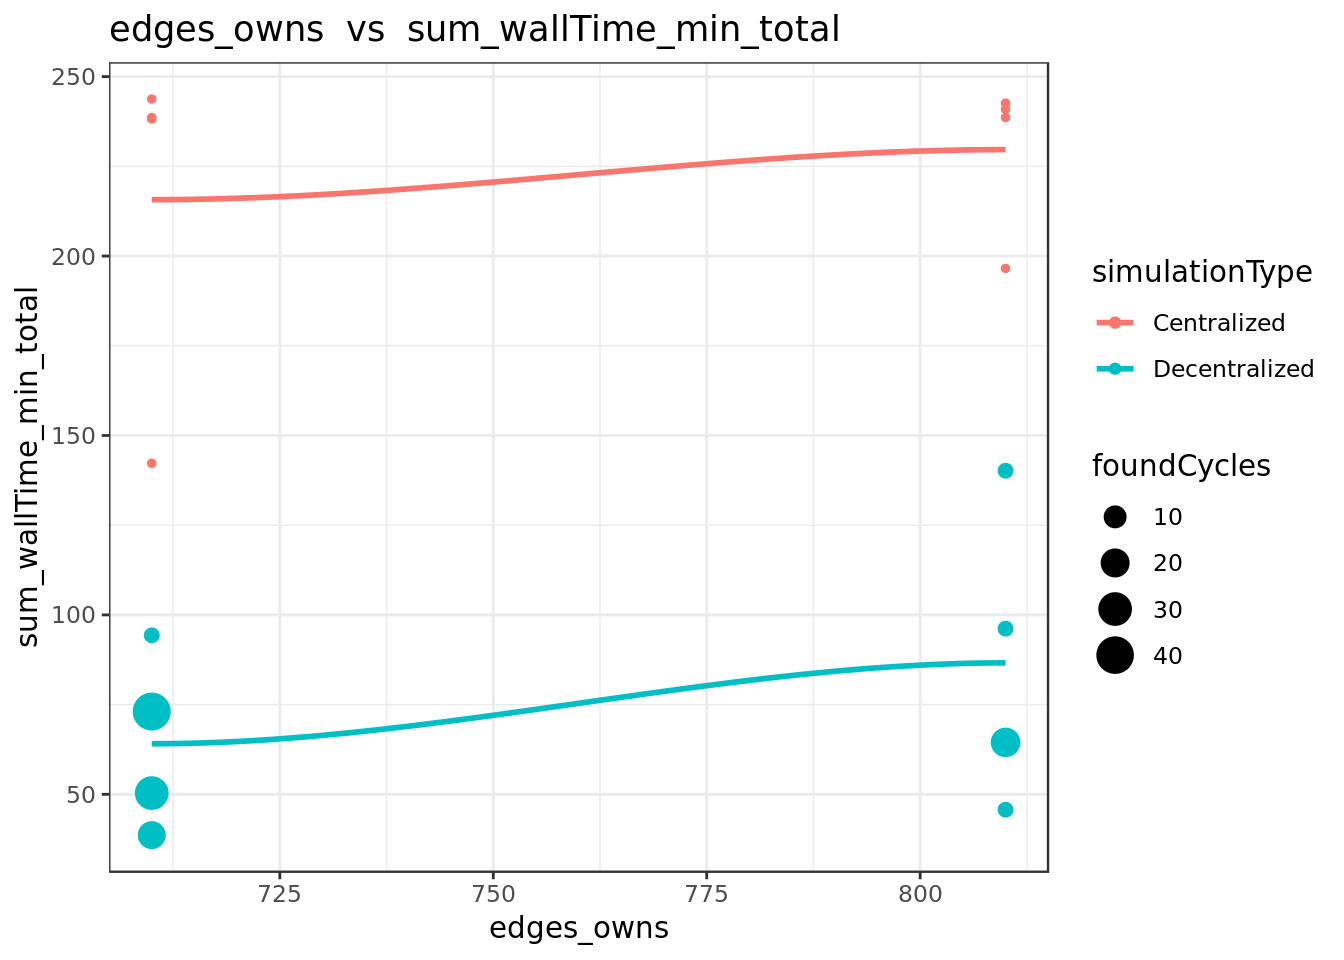 edges_owns  vs  sum_wallTime_min_total
250
200
150
100
50
sum_wallTime_min_total
725 750 775 800
edges_owns
simulationType
Centralized
Decentralized
foundCycles
10
20
30
40